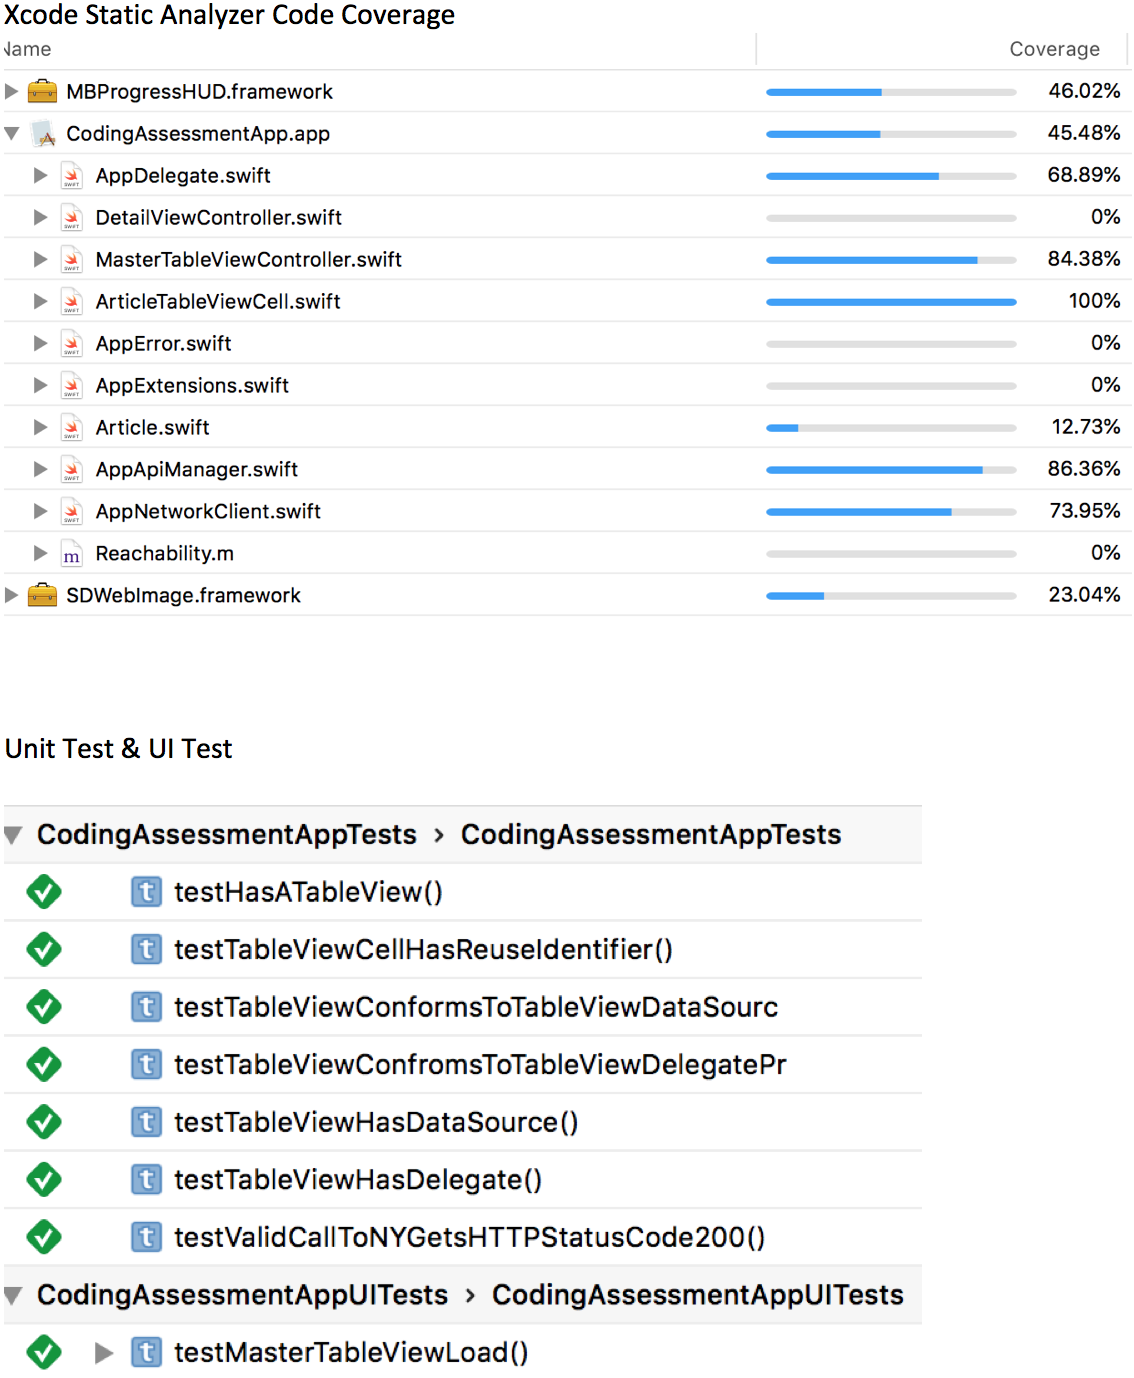 Xcode Static Analyzer Code Coverage
Name Coverage
MBProgressHUD.framework 46.02%
CodingAssessmentApp.app 45.48%
AppDelegate.swift 68.89%
DetailViewController.swift 0%
MasterTableViewController.swift 84.38%
ArticleTableViewCell.swift 100%
AppError.swift 0%
AppExtensions.swift 0%
Article.swift 12.73%
AppApiManager.swift 86.36%
AppNetworkClient.swift 73.95%
m Reachability.m 0%
SDWebImage.framework 23.04%
Unit Test & UI Test
CodingAssessmentAppTests › CodingAssessmentAppTests
t testHasATableView()
t testTableViewCellHasReuseIdentifier()
t testTableViewConformsToTableViewDataSourc
t testTableViewConfromsToTableViewDelegatePr
t testTableViewHasDataSource()
t testTableViewHasDelegate()
t testValidCallToNYGetsHTTPStatusCode200()
CodingAssessmentAppUITests › CodingAssessmentAppUITests
t testMasterTableViewLoad()